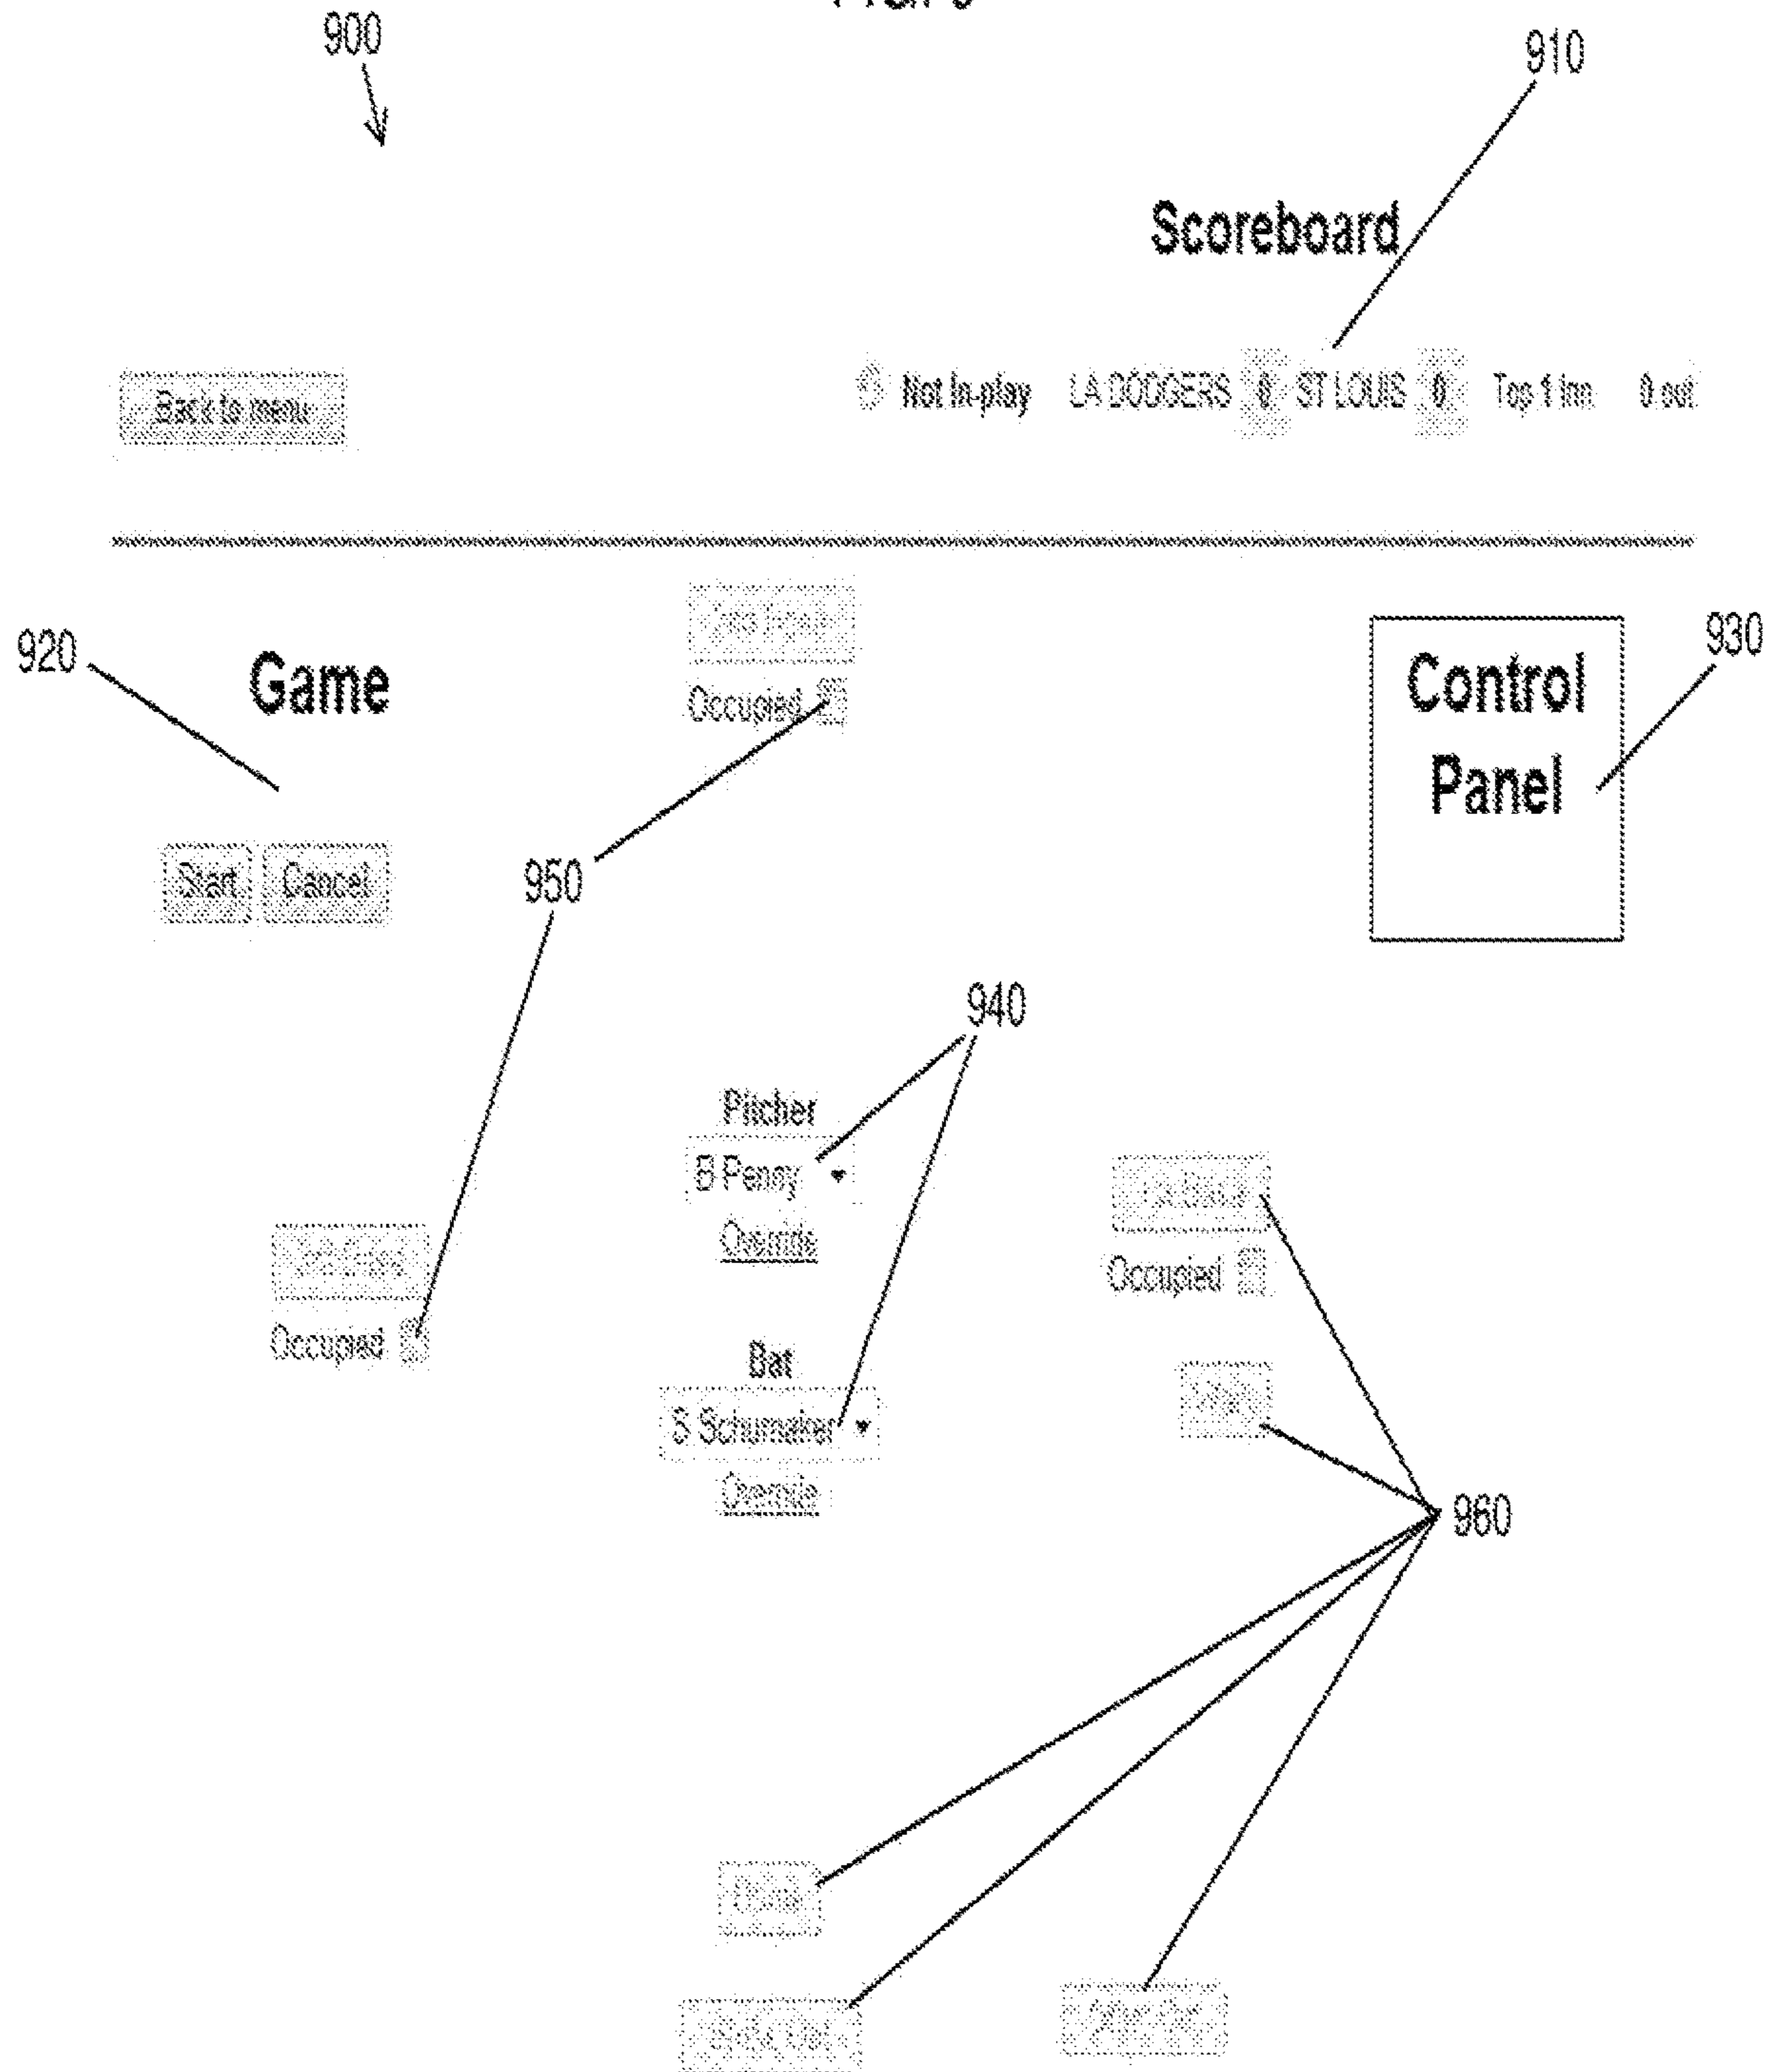 900
910
Scoreboard
Back to menu
Not In-play LA DODGERS 0 ST LOUIS 0 Top 1 inn 0 out
920
Game
Occupied
Control
Panel
930
Start Cancel
950
940
Pitcher
B Penny
Override
Occupied
Occupied
Bat
S Schumaker
Override
960